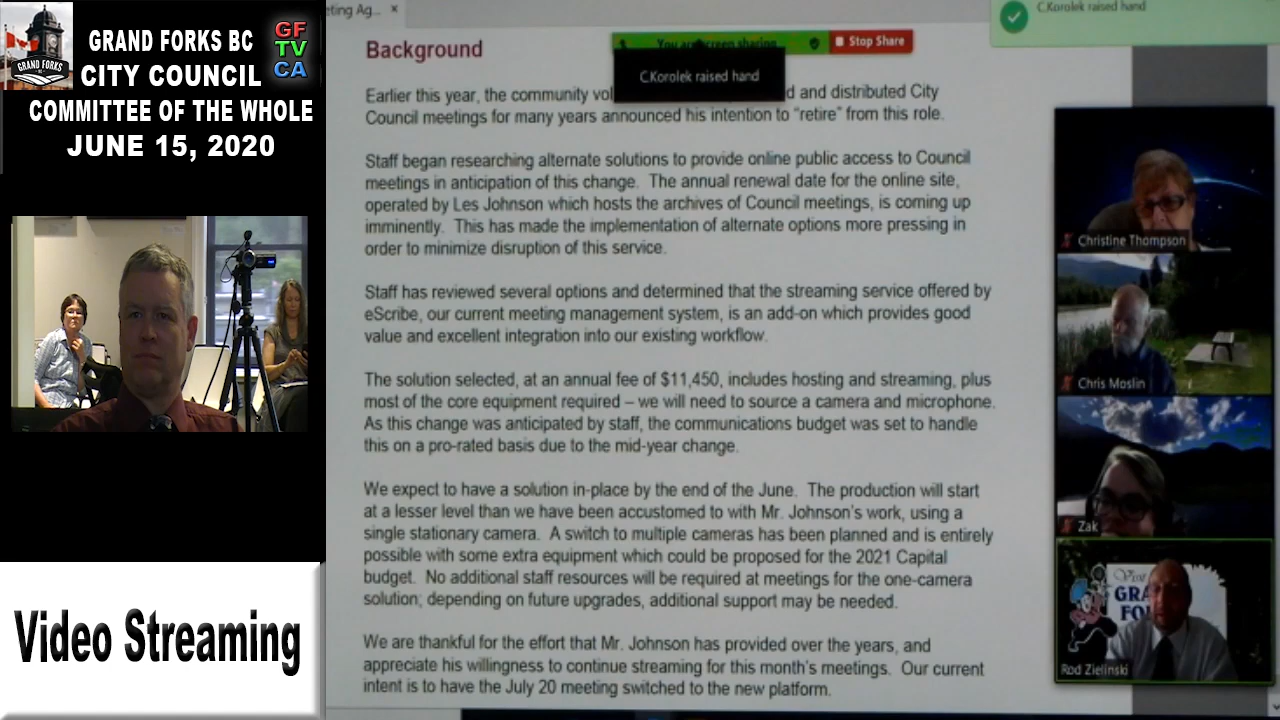 GRAND FORKS BC
CITY COUNCIL
COMMITTEE OF THE WHOLE
JUNE 15, 2020
GF
TV
CA
GRAND FORKS
Video Streaming
eting Ag... ×
C.Korolek raised hand
You are screen sharing
Stop Share
C.Korolek raised hand
Background
Earlier this year, the community vol d and distributed City
Council meetings for many years announced his intention to “retire” from this role.
Staff began researching alternate solutions to provide online public access to Council
meetings in anticipation of this change. The annual renewal date for the online site,
operated by Les Johnson which hosts the archives of Council meetings, is coming up
imminently. This has made the implementation of alternate options more pressing in
order to minimize disruption of this service.
Staff has reviewed several options and determined that the streaming service offered by
eScribe, our current meeting management system, is an add-on which provides good
value and excellent integration into our existing workflow.
The solution selected, at an annual fee of $11,450, includes hosting and streaming, plus
most of the core equipment required – we will need to source a camera and microphone.
As this change was anticipated by staff, the communications budget was set to handle
this on a pro-rated basis due to the mid-year change.
We expect to have a solution in-place by the end of the June. The production will start
at a lesser level than we have been accustomed to with Mr. Johnson’s work, using a
single stationary camera. A switch to multiple cameras has been planned and is entirely
possible with some extra equipment which could be proposed for the 2021 Capital
budget. No additional staff resources will be required at meetings for the one-camera
solution; depending on future upgrades, additional support may be needed.
We are thankful for the effort that Mr. Johnson has provided over the years, and
appreciate his willingness to continue streaming for this month’s meetings. Our current
intent is to have the July 20 meeting switched to the new platform.
Christine Thompson
Chris Moslin
Zak
Visit
GRA
FO
Rod Zielinski